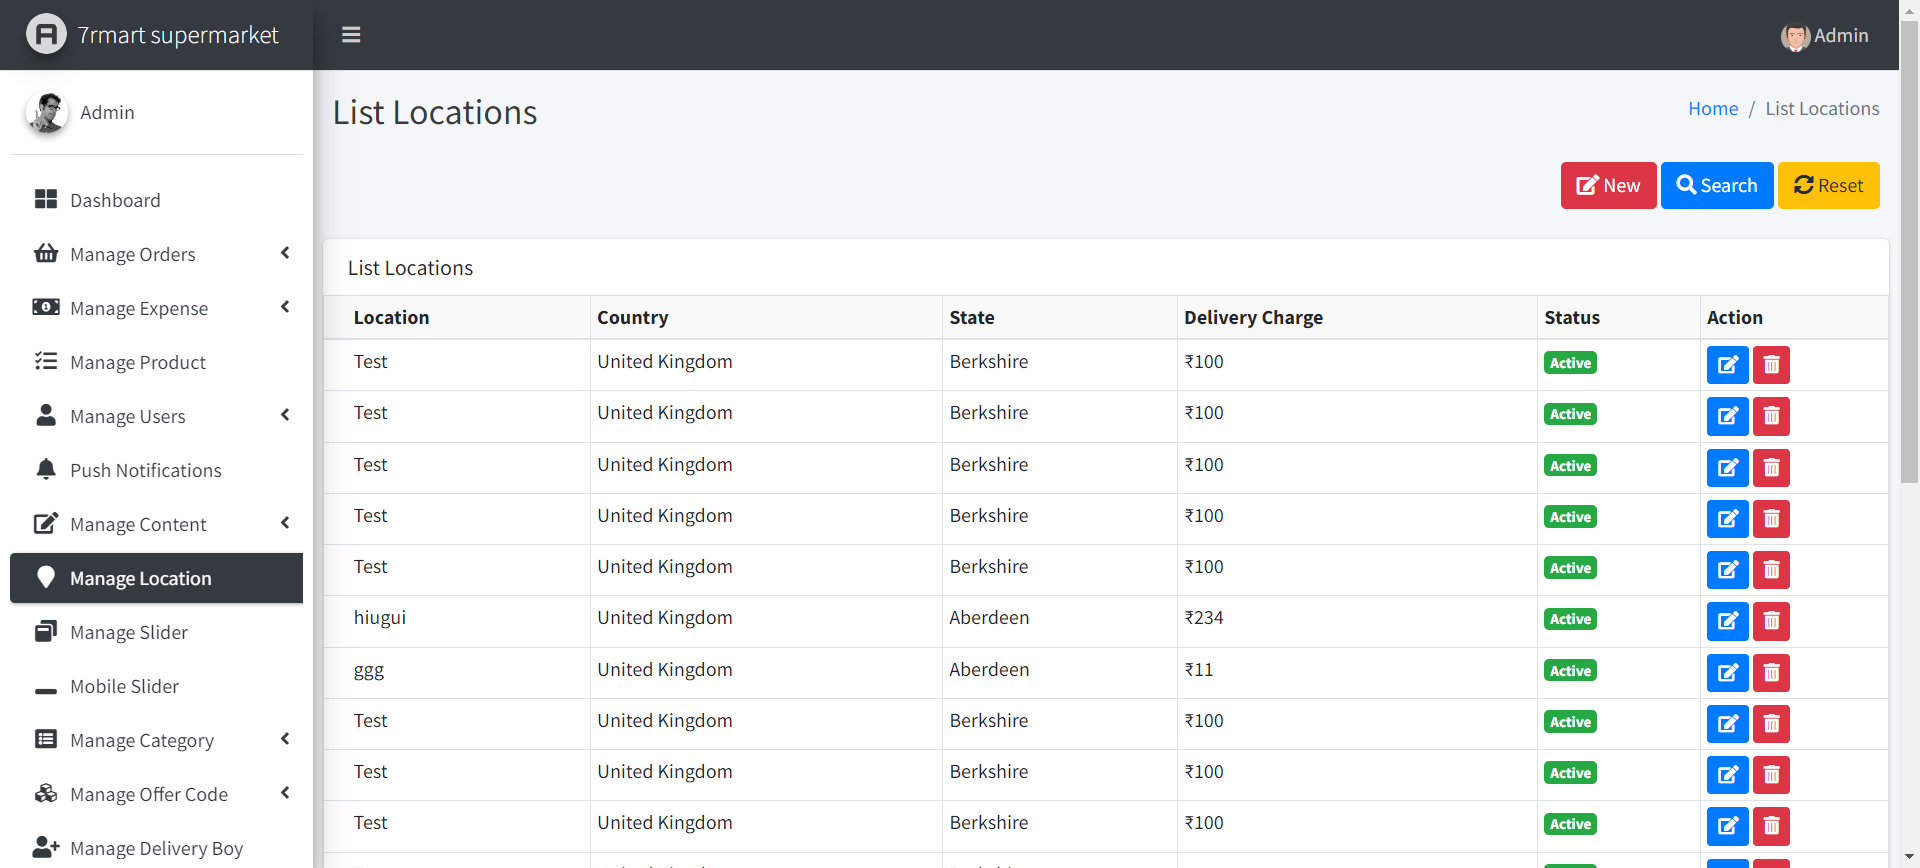 7rmart supermarket
Admin
Admin
Dashboard
Manage Orders
Manage Expense
Manage Product
Manage Users
Push Notifications
Manage Content
Manage Location
Manage Slider
Mobile Slider
Manage Category
Manage Offer Code
Manage Delivery Boy
List Locations
Home / List Locations
New Search Reset
List Locations
Location Country State Delivery Charge Status Action
Test United Kingdom Berkshire ₹100 Active
Test United Kingdom Berkshire ₹100 Active
Test United Kingdom Berkshire ₹100 Active
Test United Kingdom Berkshire ₹100 Active
Test United Kingdom Berkshire ₹100 Active
hiugui United Kingdom Aberdeen ₹234 Active
ggg United Kingdom Aberdeen ₹11 Active
Test United Kingdom Berkshire ₹100 Active
Test United Kingdom Berkshire ₹100 Active
Test United Kingdom Berkshire ₹100 Active